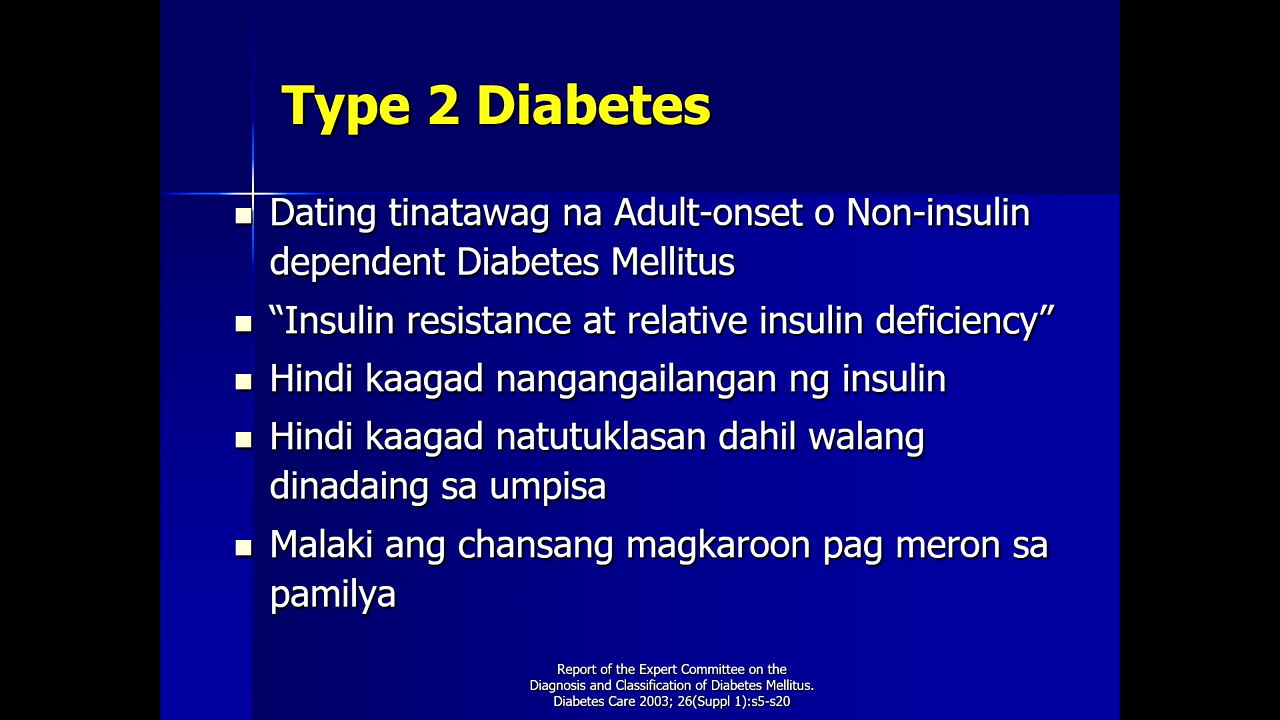 Type 2 Diabetes
Dating tinatawag na Adult-onset o Non-insulin
dependent Diabetes Mellitus
“Insulin resistance at relative insulin deficiency”
Hindi kaagad nangangailangan ng insulin
Hindi kaagad natutuklasan dahil walang
dinadaing sa umpisa
Malaki ang chansang magkaroon pag meron sa
pamilya
Report of the Expert Committee on the
Diagnosis and Classification of Diabetes Mellitus.
Diabetes Care 2003; 26(Suppl 1):s5-s20